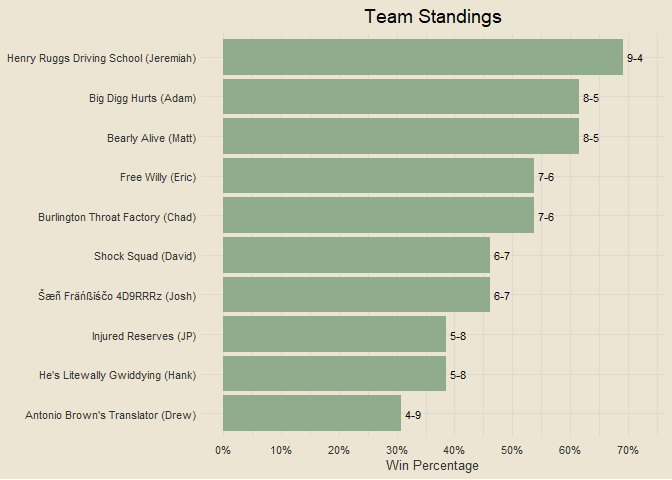 Team Standings
Henry Ruggs Driving School (Jeremiah) 9-4
Big Digg Hurts (Adam) 8-5
Bearly Alive (Matt) 8-5
Free Willy (Eric) 7-6
Burlington Throat Factory (Chad) 7-6
Shock Squad (David) 6-7
Šæñ Fráńßïśčo 4D9RRRz (Josh) 6-7
Injured Reserves (JP) 5-8
He's Litewally Gwiddying (Hank) 5-8
Antonio Brown's Translator (Drew) 4-9
0% 10% 20% 30% 40% 50% 60% 70%
Win Percentage